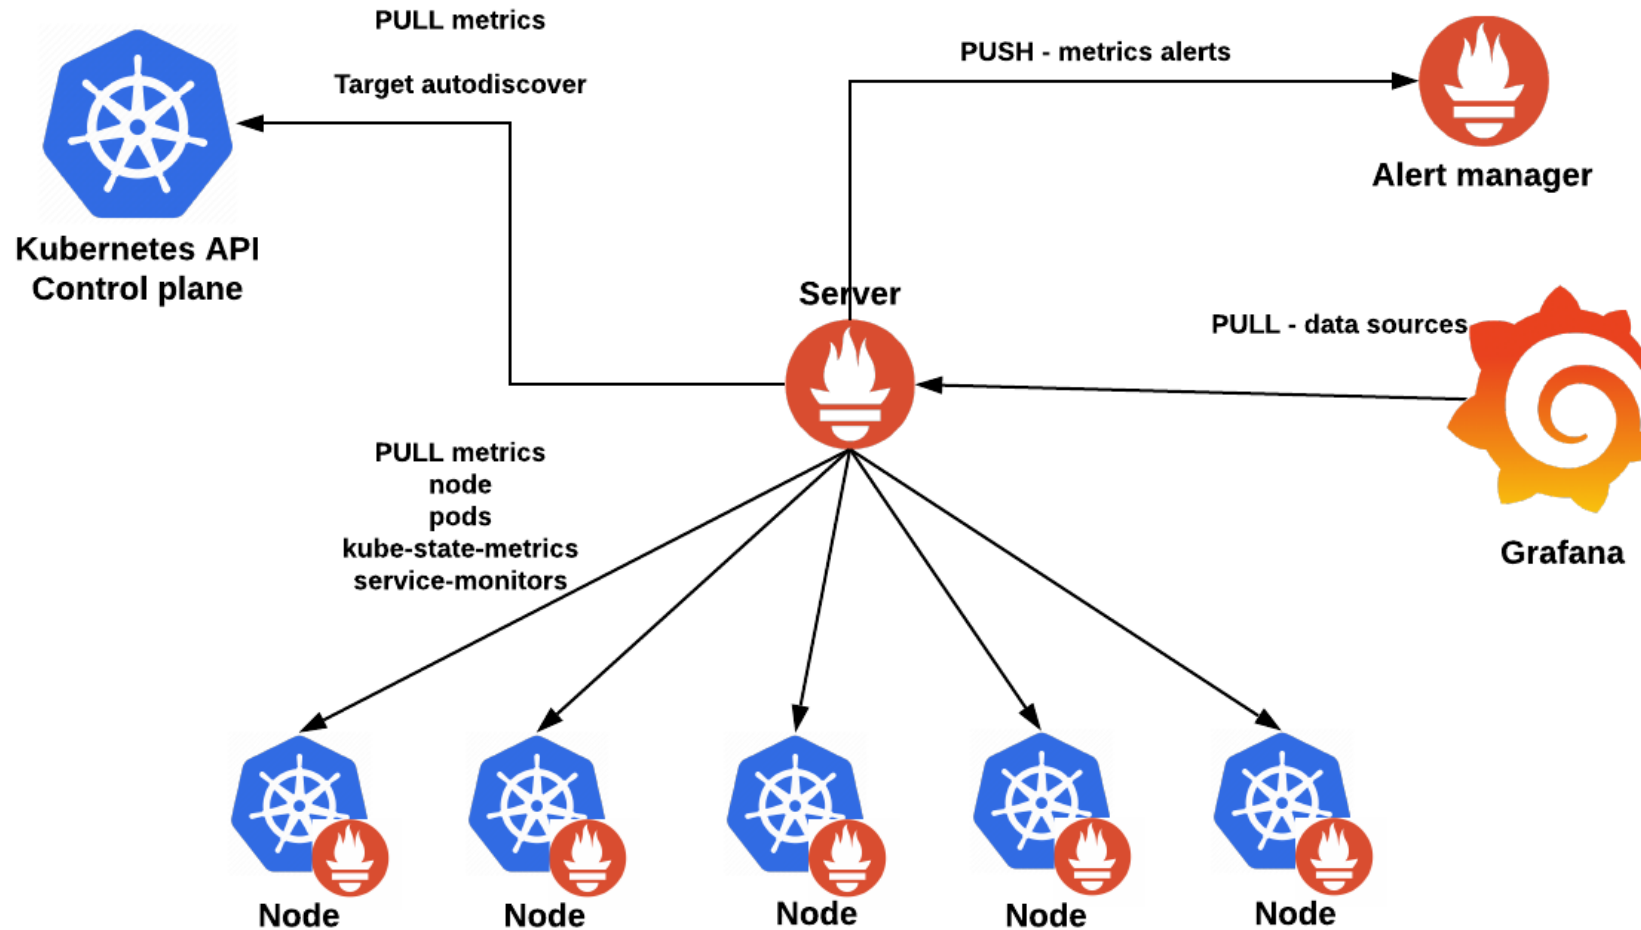 PULL metrics
Target autodiscover
Kubernetes API
Control plane
PUSH - metrics alerts
Alert manager
Server
PULL - data sources
Grafana
PULL metrics
node
pods
kube-state-metrics
service-monitors
Node
Node
Node
Node
Node